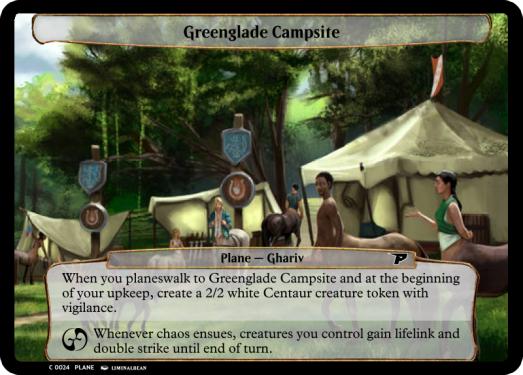 Greenglade Campsite
Plane — Ghariv
When you planeswalk to Greenglade Campsite and at the beginning
of your upkeep, create a 2/2 white Centaur creature token with
vigilance.
Whenever chaos ensues, creatures you control gain lifelink and
double strike until end of turn.
C 0024 PLANE LIMINALBEAN